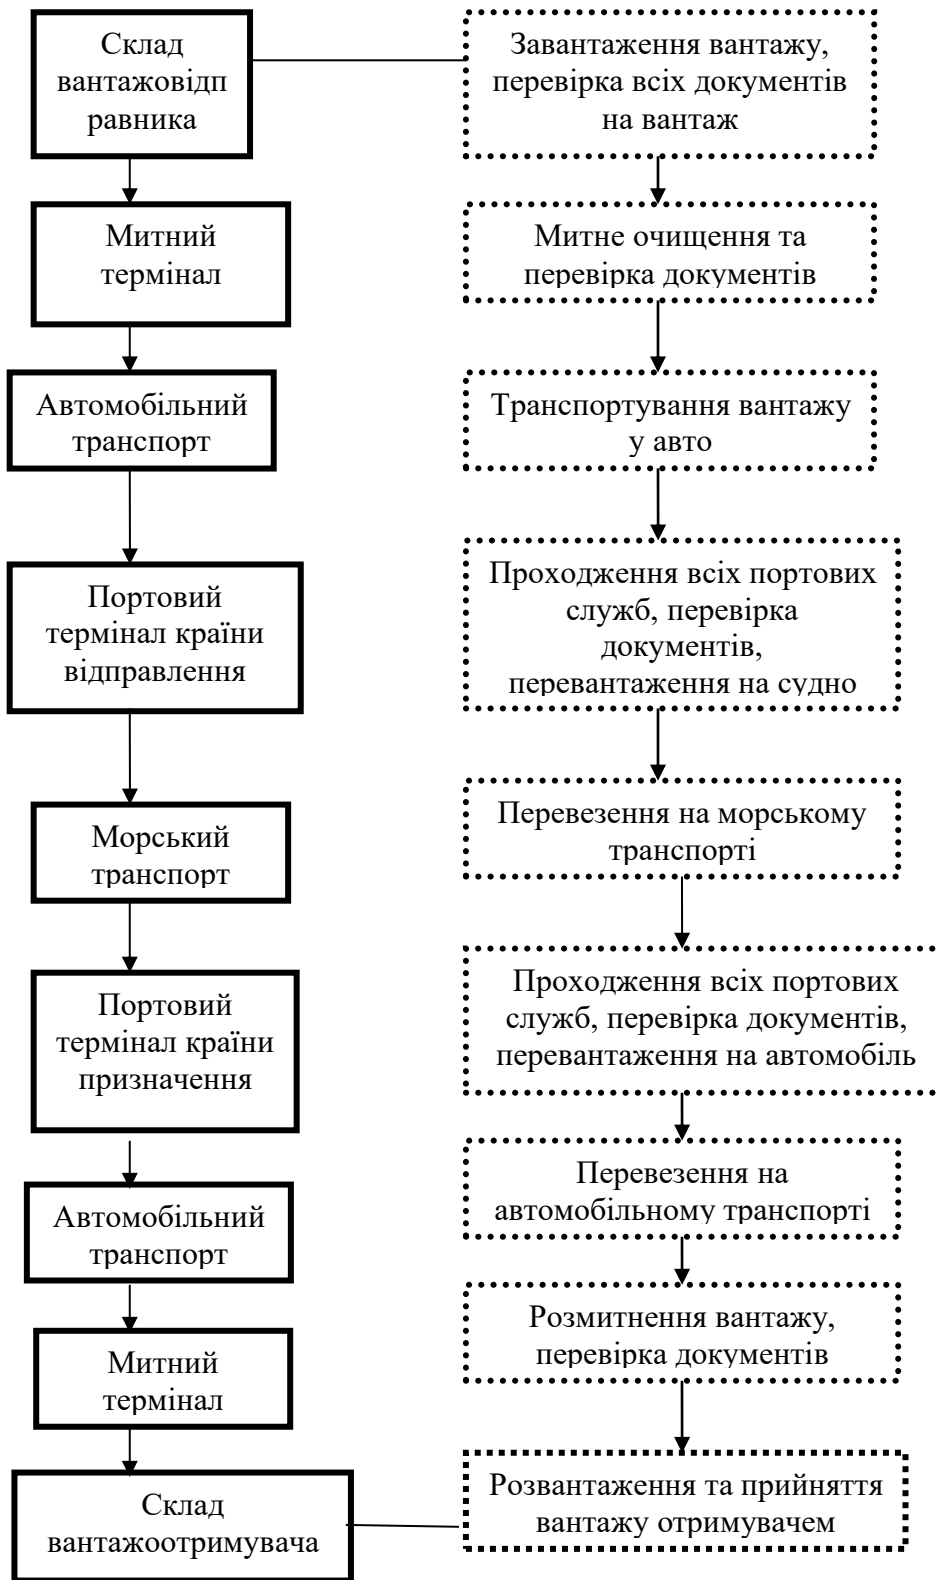 Склад
вантажовідп
равника
Завантаження вантажу,
перевірка всіх документів
на вантаж
Митний
термінал
Митне очищення та
перевірка документів
Автомобільний
транспорт
Транспортування вантажу
у авто
Портовий
термінал країни
відправлення
Проходження всіх портових
служб, перевірка
документів,
перевантаження на судно
Морський
транспорт
Перевезення на морському
транспорті
Портовий
термінал країни
призначення
Проходження всіх портових
служб, перевірка документів,
перевантаження на автомобіль
Автомобільний
транспорт
Перевезення на
автомобільному транспорті
Митний
термінал
Розмитнення вантажу,
перевірка документів
Склад
вантажоотримувача
Розвантаження та прийняття
вантажу отримувачем